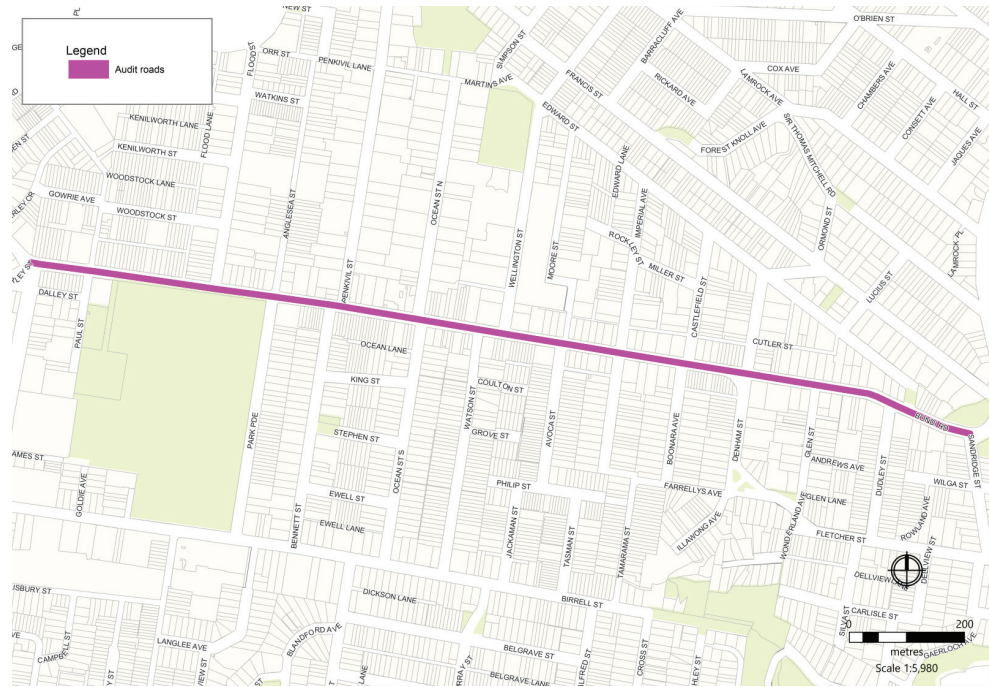 Legend
Audit roads
NEW ST
PL
ORR ST
FLOOD ST
PENKIVIL LANE
WATKINS ST
MARTINS AVE
SIMPSON ST
FRANCIS ST
EDWARD ST
BARRACLUFF AVE
RICKARD AVE
COX AVE
O'BRIEN ST
LAMROCK AVE
CHAMBERS AVE
HALL ST
CONSETT AVE
JAQUES AVE
SIR THOMAS MITCHELL RD
FOREST KNOLL AVE
KENILWORTH LANE
FLOOD LANE
KENILWORTH ST
WOODSTOCK LANE
GOWRIE AVE
WOODSTOCK ST
ANGLESEA ST
OCEAN ST N
EDWARD LANE
IMPERIAL AVE
ROCKLEY ST
MILLER ST
ORMOND ST
LUCIUS ST
LAMROCK PL
WELLINGTON ST
MOORE ST
PENKIVIL ST
CASTLEFIELD ST
CUTLER ST
DALLEY ST
PAUL ST
OCEAN LANE
KING ST
COULTON ST
WATSON ST
GROVE ST
AVOCA ST
PARK PDE
STEPHEN ST
OCEAN ST S
BOONARA AVE
DENHAM ST
GLEN ST
ANDREWS AVE
DUDLEY ST
BONDI RD
SANDRIDGE ST
WILGA ST
AMES ST
GOLDIE AVE
PHILIP ST
FARRELLYS AVE
GLEN LANE
EWELL ST
EWELL LANE
BENNETT ST
JACKAMAN ST
TASMAN ST
TAMARAMA ST
ILLAWONG AVE
WONDERLAND AVE
FLETCHER ST
ROWLAND AVE
DELLVIEW ST
DICKSON LANE
BIRRELL ST
CARLISLE ST
SILVA ST
GAERLOCH AVE
ISBURY ST
CAMPBELL ST
LANGLEE AVE
VIEW ST
BLANDFORD AVE
BELGRAVE ST
BELGRAVE LANE
CROSS ST
0 200
metres
Scale 1:5,980